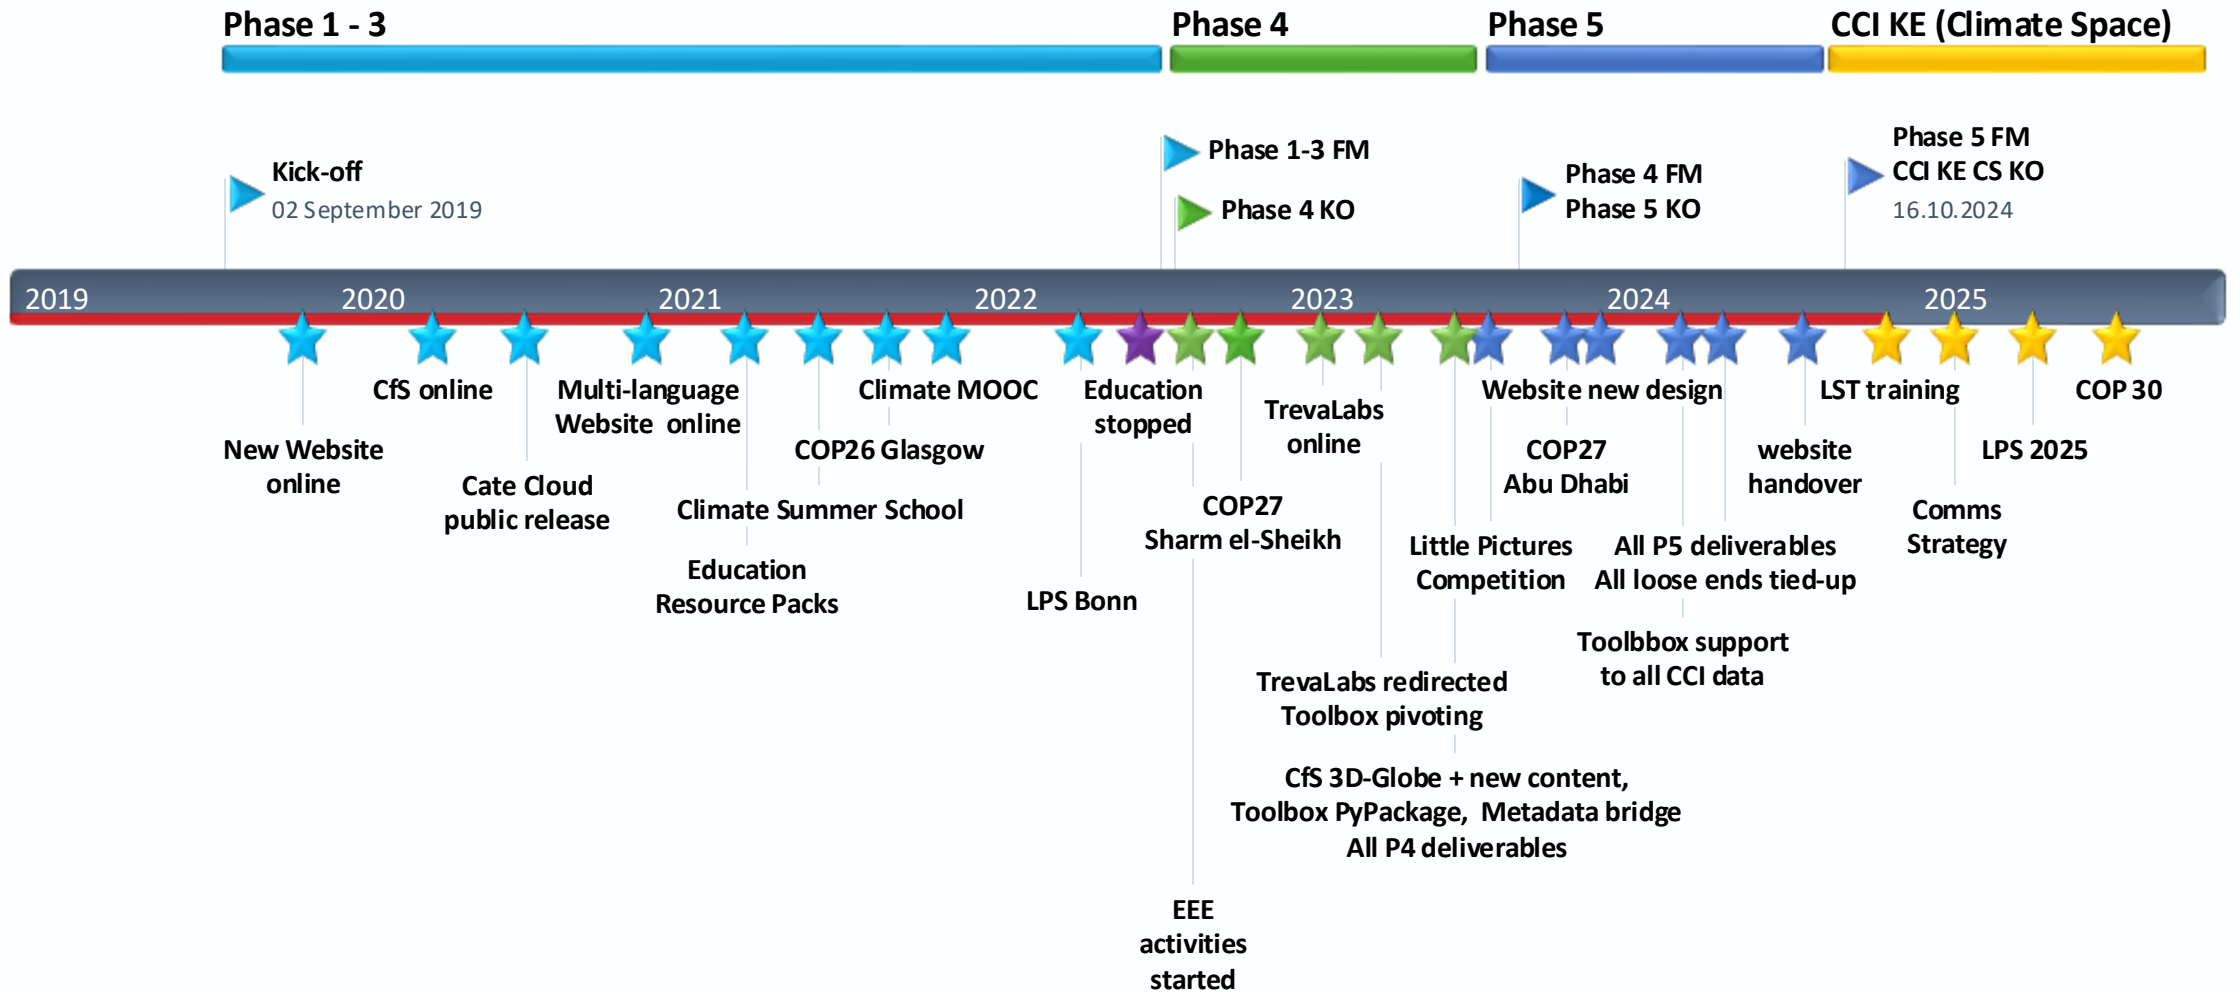 Phase 1 - 3
Phase 4
Phase 5
CCI KE (Climate Space)
Kick-off
02 September 2019
Phase 1-3 FM
Phase 4 KO
Phase 4 FM
Phase 5 KO
Phase 5 FM
CCI KE CS KO
16.10.2024
2019
2020
2021
2022
2023
2024
2025
New Website
online
CfS online
Cate Cloud
public release
Multi-language
Website online
Education
Resource Packs
Climate Summer School
COP26 Glasgow
Climate MOOC
LPS Bonn
Education
stopped
EEE
activities
started
COP27
Sharm el-Sheikh
TrevaLabs
online
TrevaLabs redirected
Toolbox pivoting
CfS 3D-Globe + new content,
Toolbox PyPackage, Metadata bridge
All P4 deliverables
Little Pictures
Competition
Website new design
COP27
Abu Dhabi
All P5 deliverables
All loose ends tied-up
Toolbbox support
to all CCI data
website
handover
LST training
Comms
Strategy
LPS 2025
COP 30